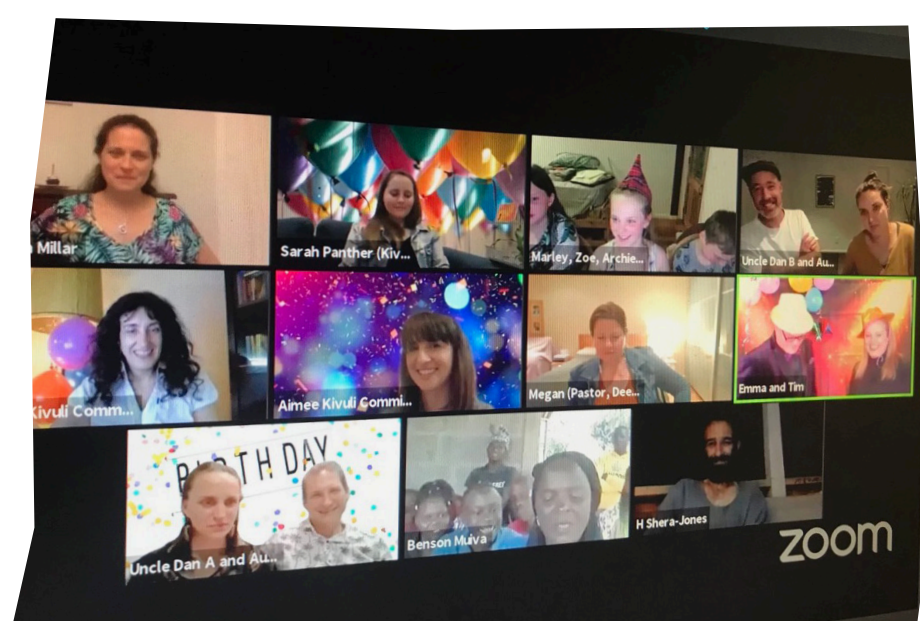 Millar
Sarah Panther (Kiv...
Marley, Zoe, Archie...
Uncle Dan B and Au...
Kivuli Comm...
Aimee Kivuli Commi...
Megan (Pastor, Dee...
Emma and Tim
BIRTHDAY
Uncle Dan A and Au...
Benson Muiva
H Shera-Jones
zoom